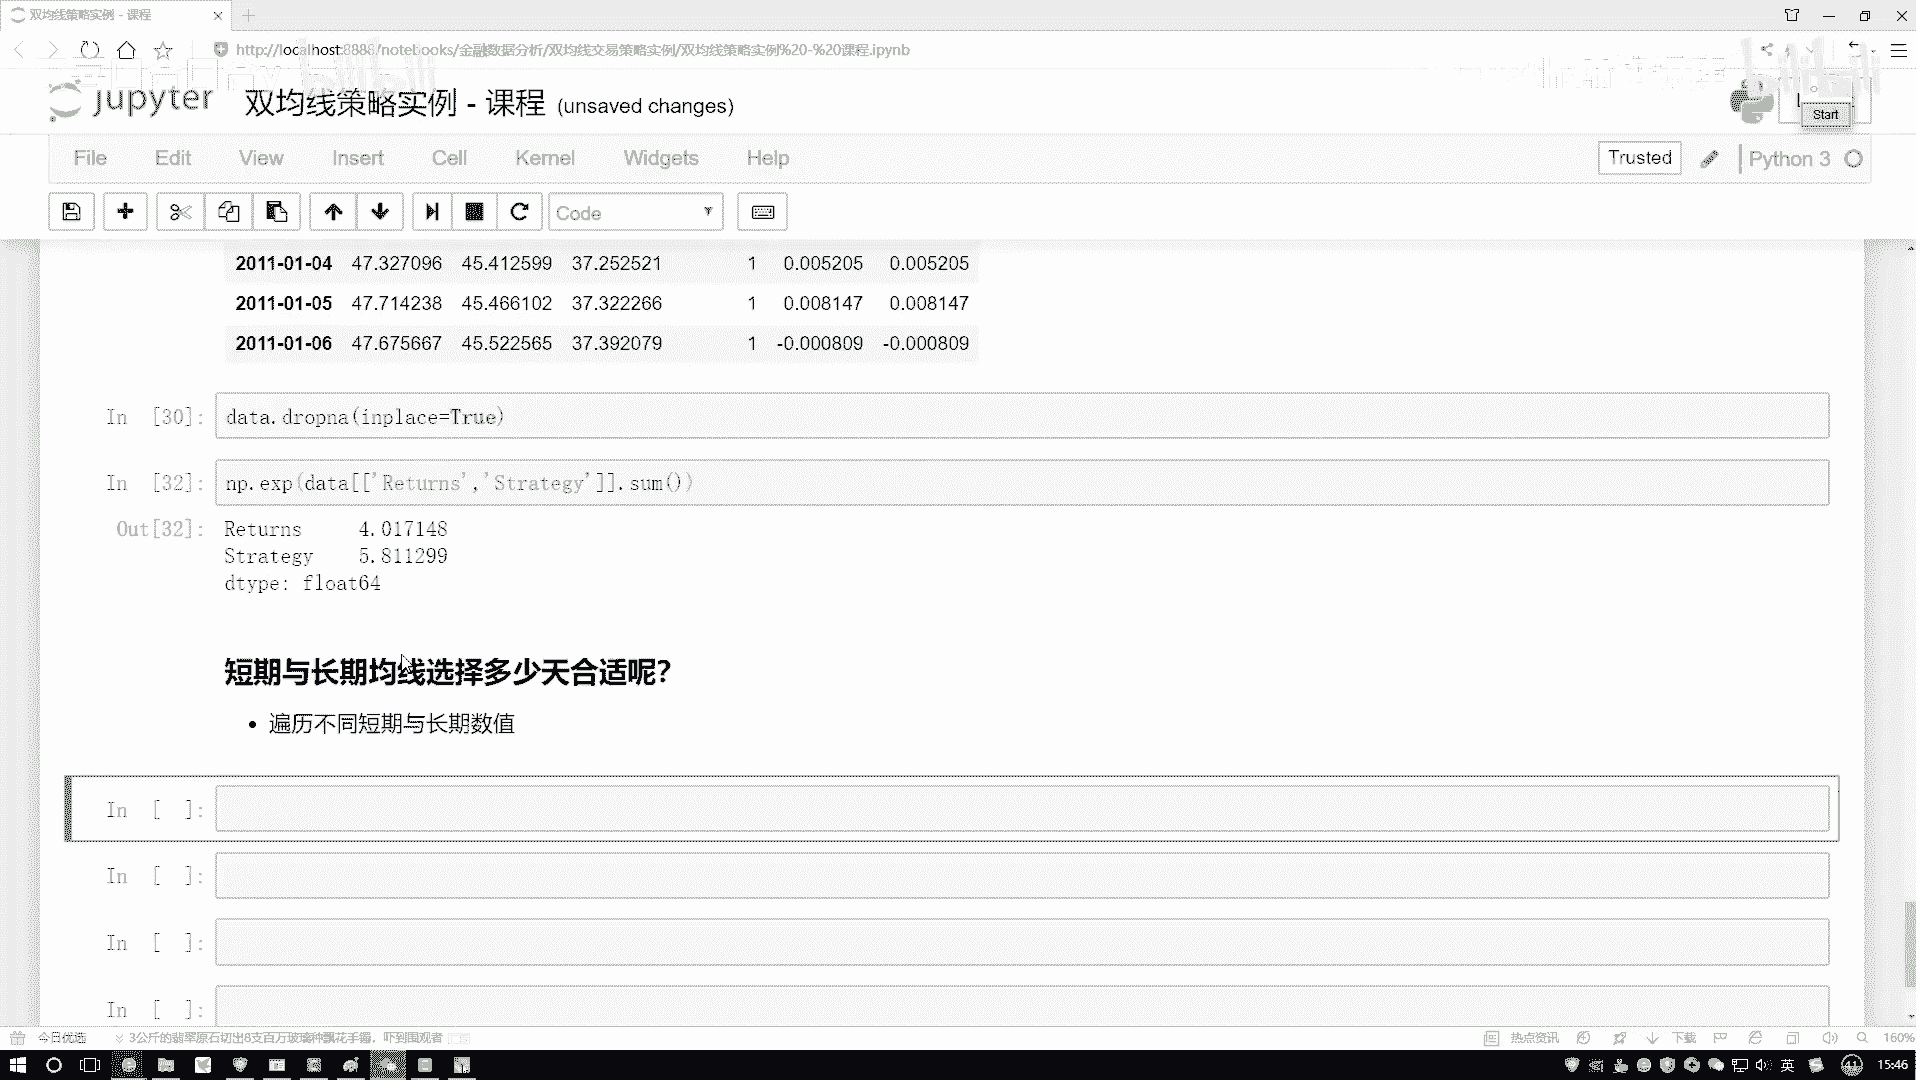 双均线策略实例 - 课程
http://localhost:8888/notebooks/金融数据分析/双均线交易策略实例/双均线策略实例%20-%20课程.ipynb
jupyter 双均线策略实例 - 课程 (unsaved changes)
Start
File Edit View Insert Cell Kernel Widgets Help Trusted Python 3
Code
2011-01-04 47.327096 45.412599 37.252521 1 0.005205 0.005205
2011-01-05 47.714238 45.466102 37.322266 1 0.008147 0.008147
2011-01-06 47.675667 45.522565 37.392079 1 -0.000809 -0.000809
In [30]: data.dropna(inplace=True)
In [32]: np.exp(data[['Returns','Strategy']].sum())
Out[32]: Returns 4.017148
Strategy 5.811299
dtype: float64
短期与长期均线选择多少天合适呢?
• 遍历不同短期与长期数值
In [ ]:
In [ ]:
In [ ]:
In [ ]:
今日优选 3公斤的翡翠原石切出8支百万玻璃种飘花手镯，吓到围观者 热点资讯 下载 160%
英 41 15:46